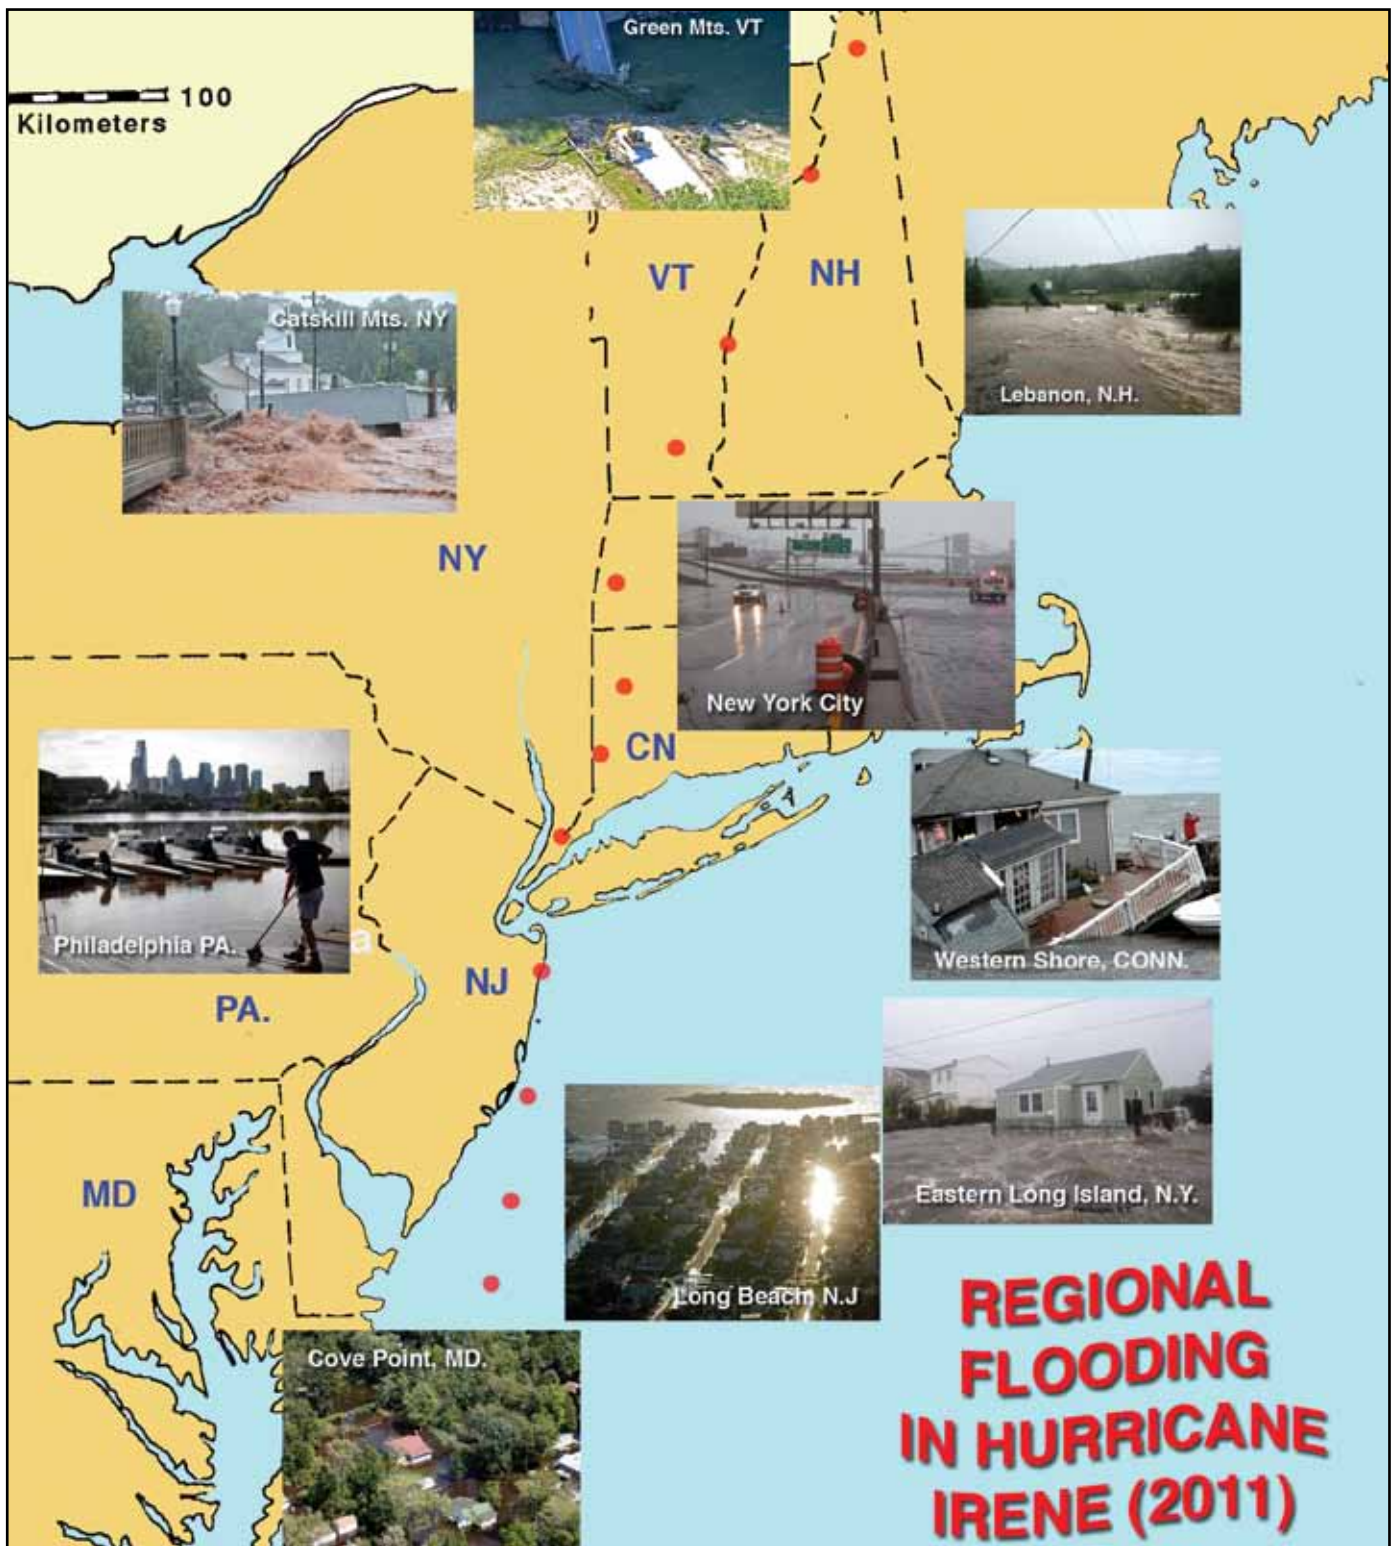 Green Mts. VT
100
Kilometers
VT
NH
Catskill Mts. NY
Lebanon, N.H.
NY
New York City
CN
Philadelphia PA.
a
Western Shore, CONN.
NJ
PA.
Eastern Long Island, N.Y.
MD
Long Beach, N.J
Cove Point, MD.
REGIONAL
FLOODING
IN HURRICANE
IRENE (2011)